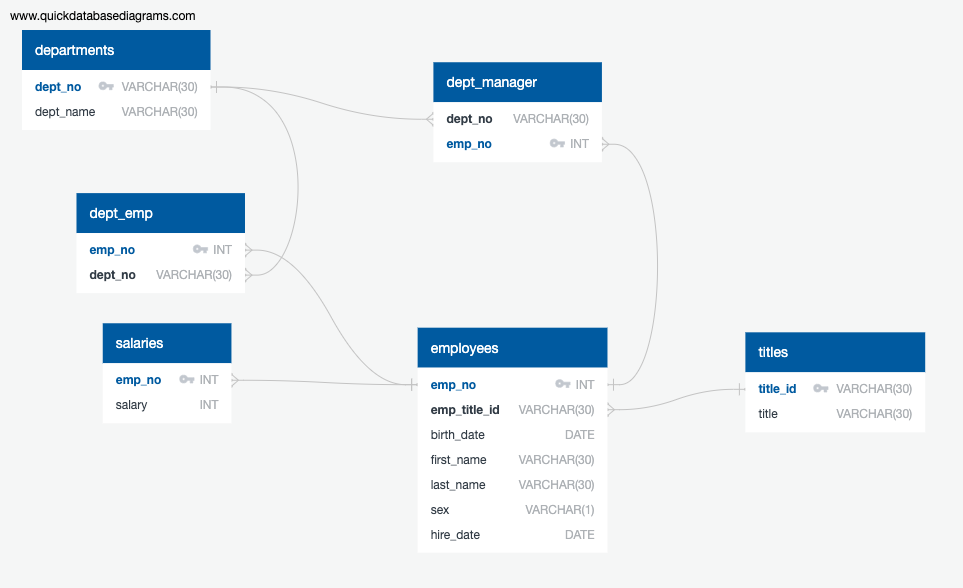 www.quickdatabasediagrams.com
departments
dept_no VARCHAR(30)
dept_name VARCHAR(30)
dept_manager
dept_no VARCHAR(30)
emp_no INT
dept_emp
emp_no INT
dept_no VARCHAR(30)
salaries
emp_no INT
salary INT
employees
emp_no INT
emp_title_id VARCHAR(30)
birth_date DATE
first_name VARCHAR(30)
last_name VARCHAR(30)
sex VARCHAR(1)
hire_date DATE
titles
title_id VARCHAR(30)
title VARCHAR(30)